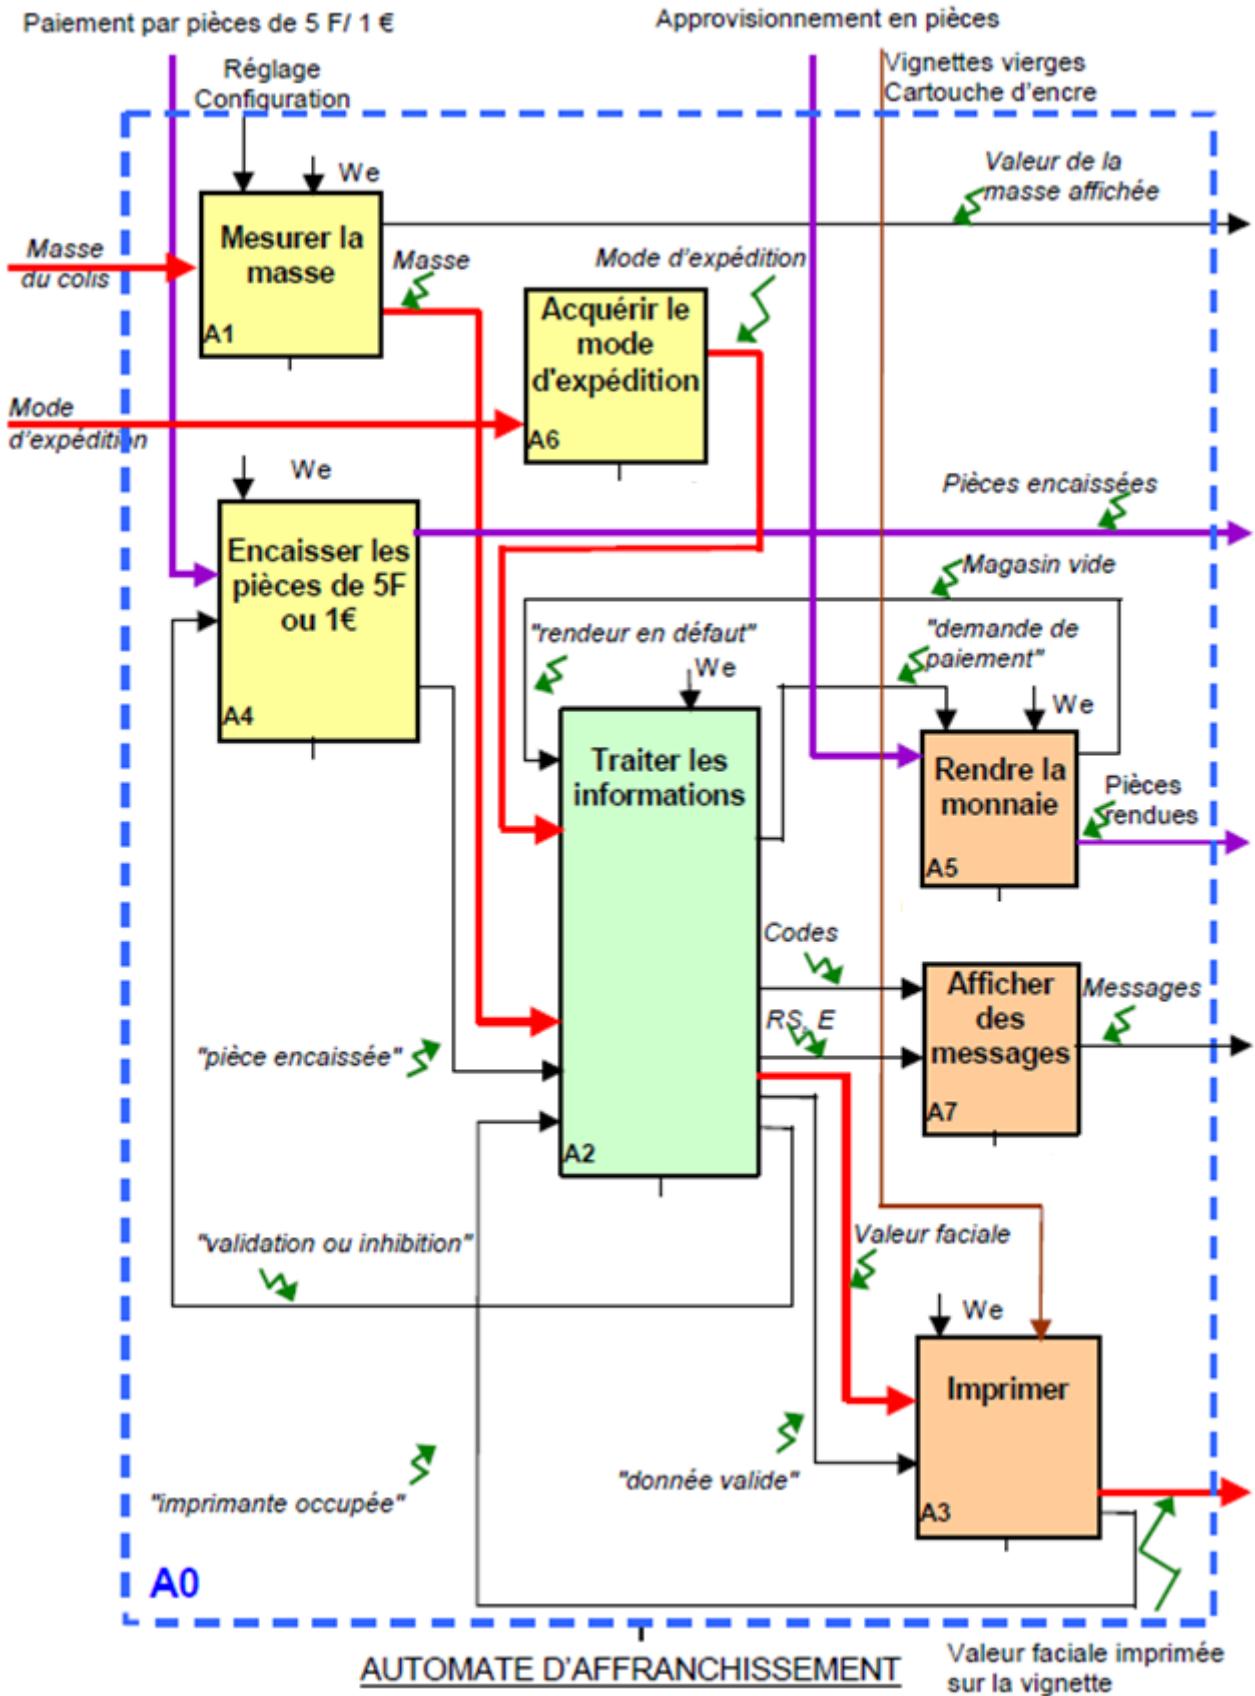 Paiement par pièces de 5 F/ 1 €
Approvisionnement en pièces
Réglage
Configuration
Vignettes vierges
Cartouche d'encre
We
Valeur de la
masse affichée
Masse
du colis
Mesurer la
masse
A1
Masse
Mode d'expédition
Acquérir le
mode
d'expédition
A6
Mode
d'expédition
We
Pièces encaissées
Encaisser les
pièces de 5F
ou 1€
A4
Magasin vide
"rendeur en défaut"
"demande de
paiement"
We
We
Traiter les
informations
A2
Rendre la
monnaie
A5
Pièces
rendues
Codes
RS, E
Afficher
des
messages
A7
Messages
"pièce encaissée"
"validation ou inhibition"
Valeur faciale
We
Imprimer
A3
"donnée valide"
"imprimante occupée"
A0
AUTOMATE D'AFFRANCHISSEMENT
Valeur faciale imprimée
sur la vignette